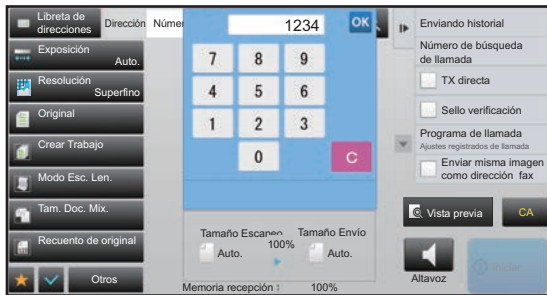 Libreta de
direcciones
Dirección
Númer
1234
OK
Enviando historial
Exposición
Auto.
7 8 9
Número de búsqueda
de llamada
Resolución
Superfino
4 5 6
TX directa
Original
1 2 3
Sello verificación
Crear Trabajo
0 C
Programa de llamada
Ajustes registrados de llamada
Modo Esc. Len.
Enviar misma imagen
como dirección fax
Tam. Doc. Mix.
Vista previa
CA
Recuento de original
Tamaño Escaneo
Tamaño Envío
100%
Auto.
Auto.
Otros
Altavoz
Memoria recepción :
100%